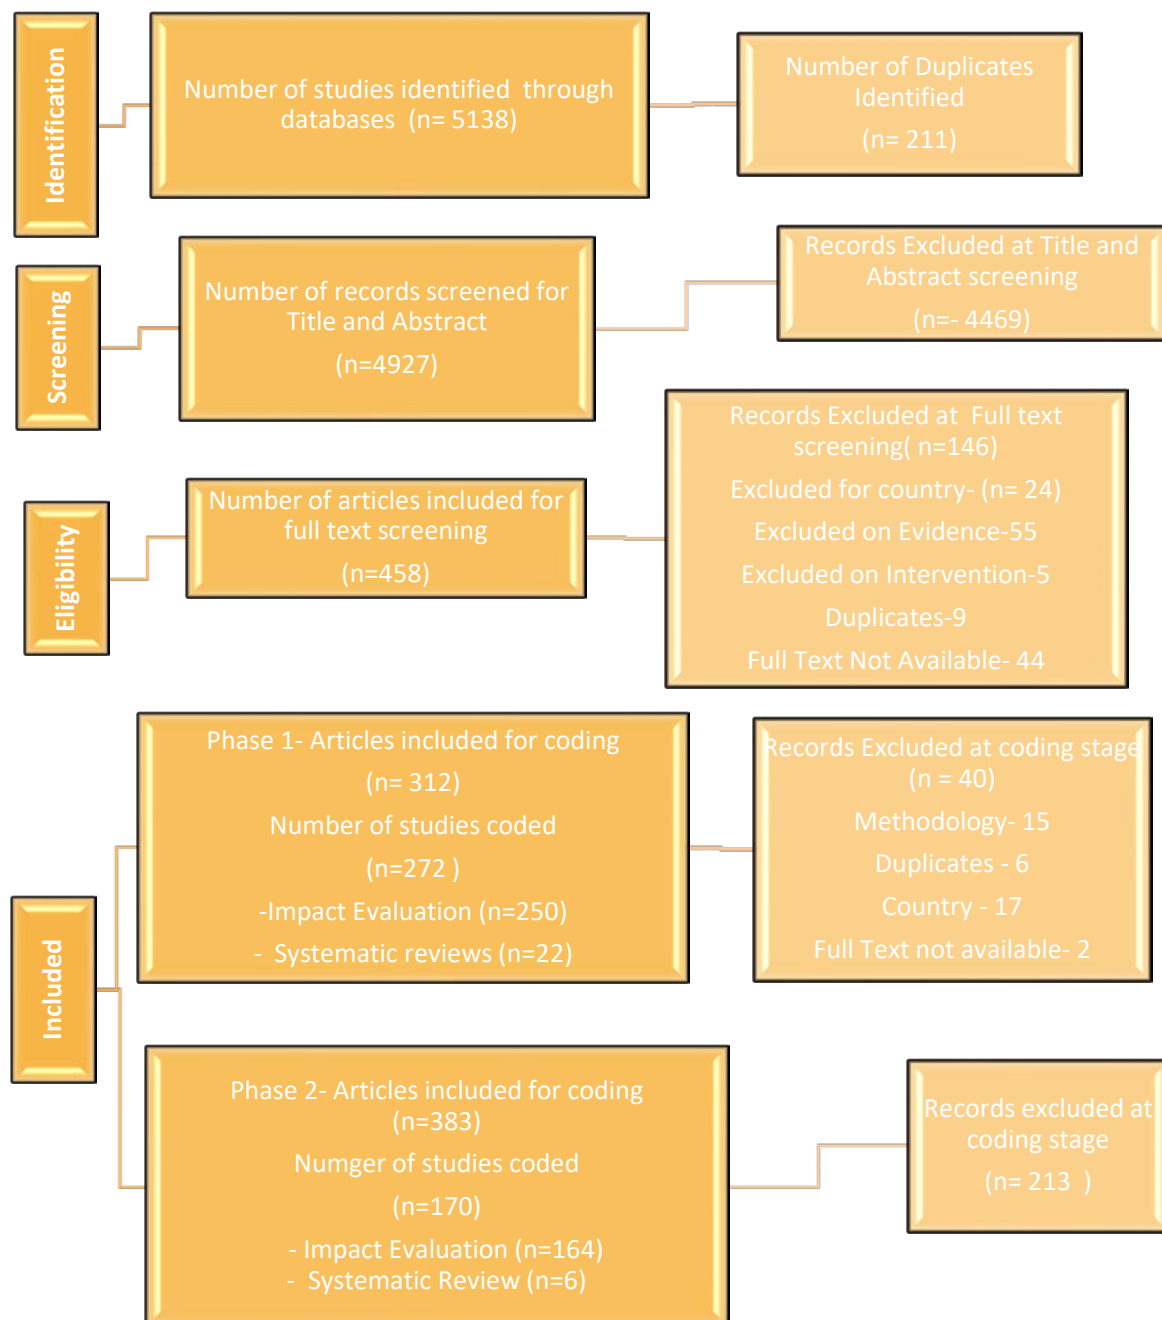 Identification
Number of studies identified  through
databases  (n= 5138)
Number of Duplicates
Identified
(n= 211)
Screening
Number of records screened for
Title and Abstract
(n=4927)
Records Excluded at Title and
Abstract screening
(n=- 4469)
Eligibility
Number of articles included for
full text screening
(n=458)
Records Excluded at  Full text
screening( n=146)
Excluded for country- (n= 24)
Excluded on Evidence-55
Excluded on Intervention-5
Duplicates-9
Full Text Not Available- 44
Included
Phase 1- Articles included for coding
(n= 312)
Number of studies coded
(n=272 )
-Impact Evaluation (n=250)
-  Systematic reviews (n=22)
Records Excluded at coding stage
(n = 40)
Methodology- 15
Duplicates - 6
Country - 17
Full Text not available- 2
Phase 2- Articles included for coding
(n=383)
Numger of studies coded
(n=170)
- Impact Evaluation (n=164)
-  Systematic Review (n=6)
Records excluded at
coding stage
(n= 213  )